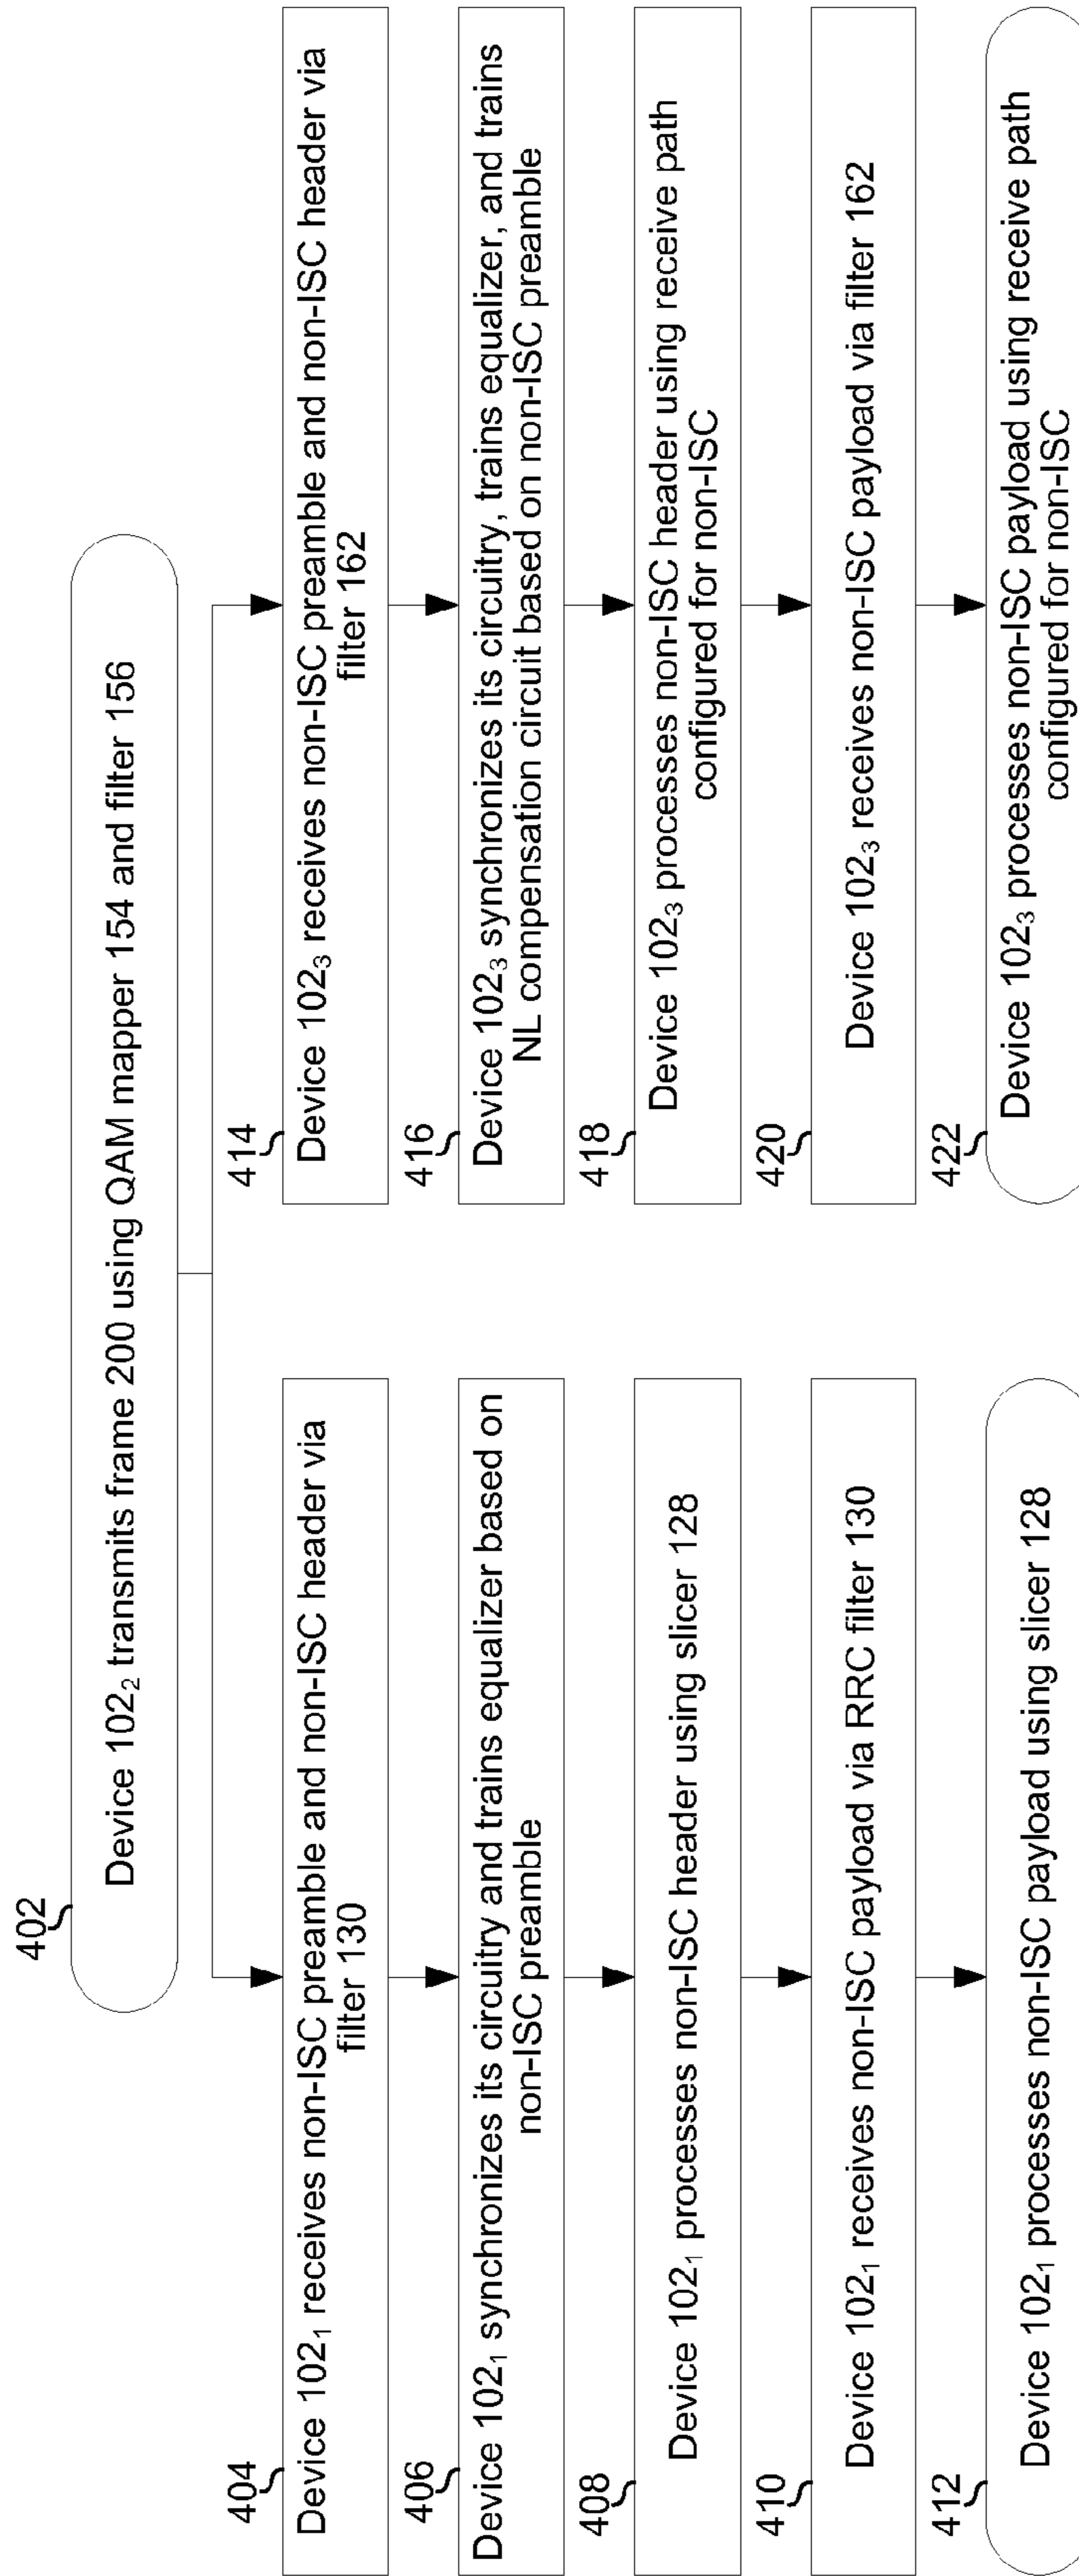 402
Device 102₂ transmits frame 200 using QAM mapper 154 and filter 156
404
Device 102₁ receives non-ISC preamble and non-ISC header via
filter 130
406
Device 102₁ synchronizes its circuitry and trains equalizer based on
non-ISC preamble
408
Device 102₁ processes non-ISC header using slicer 128
410
Device 102₁ receives non-ISC payload via RRC filter 130
412
Device 102₁ processes non-ISC payload using slicer 128
414
Device 102₃ receives non-ISC preamble and non-ISC header via
filter 162
416
Device 102₃ synchronizes its circuitry, trains equalizer, and trains
NL compensation circuit based on non-ISC preamble
418
Device 102₃ processes non-ISC header using receive path
configured for non-ISC
420
Device 102₃ receives non-ISC payload via filter 162
422
Device 102₃ processes non-ISC payload using receive path
configured for non-ISC